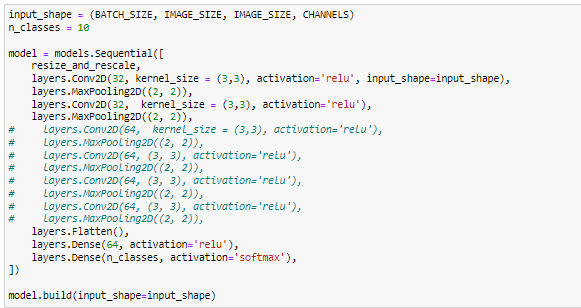 input_shape = (BATCH_SIZE, IMAGE_SIZE, IMAGE_SIZE, CHANNELS)
n_classes = 10

model = models.Sequential([
    resize_and_rescale,
    layers.Conv2D(32, kernel_size = (3,3), activation='relu', input_shape=input_shape),
    layers.MaxPooling2D((2, 2)),
    layers.Conv2D(32,  kernel_size = (3,3), activation='relu'),
    layers.MaxPooling2D((2, 2)),
#     layers.Conv2D(64,  kernel_size = (3,3), activation='relu'),
#     layers.MaxPooling2D((2, 2)),
#     layers.Conv2D(64, (3, 3), activation='relu'),
#     layers.MaxPooling2D((2, 2)),
#     layers.Conv2D(64, (3, 3), activation='relu'),
#     layers.MaxPooling2D((2, 2)),
#     layers.Conv2D(64, (3, 3), activation='relu'),
#     layers.MaxPooling2D((2, 2)),
    layers.Flatten(),
    layers.Dense(64, activation='relu'),
    layers.Dense(n_classes, activation='softmax'),
])

model.build(input_shape=input_shape)